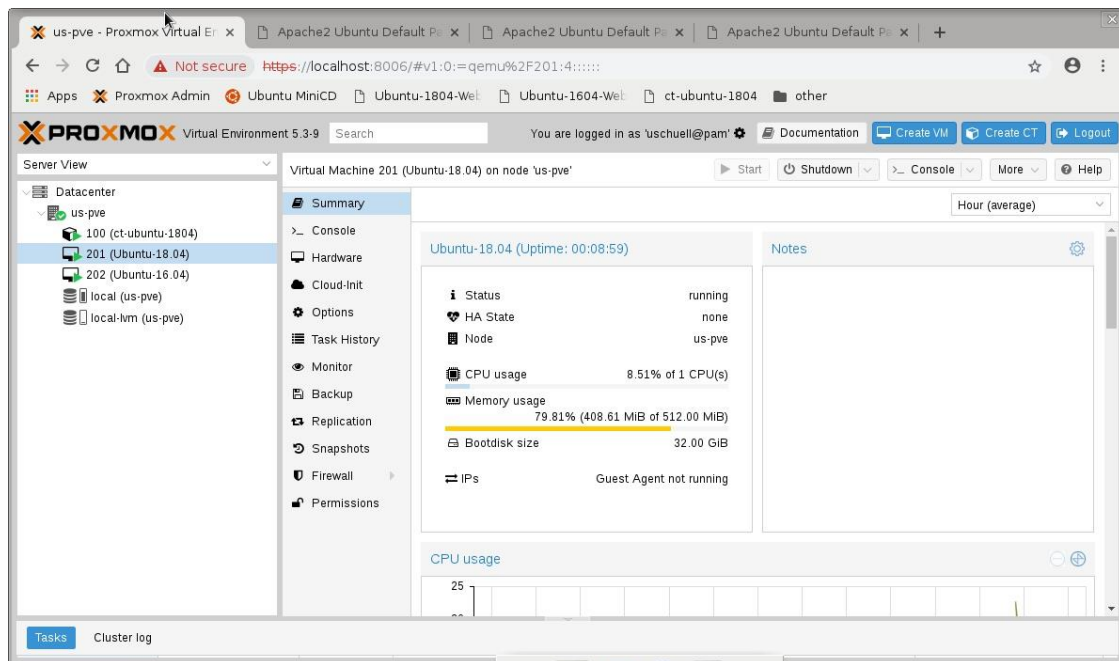 us-pve - Proxmox Virtual En Apache2 Ubuntu Default Pa Apache2 Ubuntu Default Pa Apache2 Ubuntu Default Pa
Not secure https://localhost:8006/#v1:0:=qemu%2F201:4::::::
Apps Proxmox Admin Ubuntu MiniCD Ubuntu-1804-Web Ubuntu-1604-Web ct-ubuntu-1804 other
PROXMOX Virtual Environment 5.3-9 Search You are logged in as 'uschuell@pam' Documentation Create VM Create CT Logout
Server View
Datacenter
us-pve
100 (ct-ubuntu-1804)
201 (Ubuntu-18.04)
202 (Ubuntu-16.04)
local (us-pve)
local-lvm (us-pve)
Virtual Machine 201 (Ubuntu-18.04) on node 'us-pve' Start Shutdown Console More Help
Summary
Console
Hardware
Cloud-Init
Options
Task History
Monitor
Backup
Replication
Snapshots
Firewall
Permissions
Hour (average)
Ubuntu-18.04 (Uptime: 00:08:59)
Status running
HA State none
Node us-pve
CPU usage 8.51% of 1 CPU(s)
Memory usage
79.81% (408.61 MiB of 512.00 MiB)
Bootdisk size 32.00 GiB
IPs Guest Agent not running
Notes
CPU usage
25
Tasks Cluster log